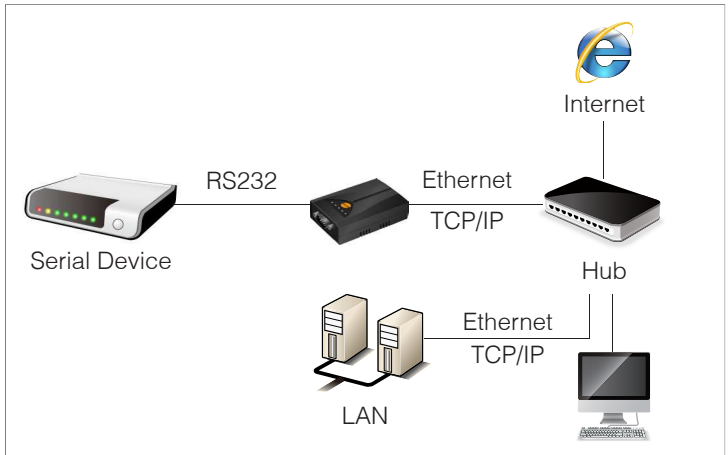 Internet
RS232
Ethernet
TCP/IP
Serial Device
Hub
Ethernet
TCP/IP
LAN